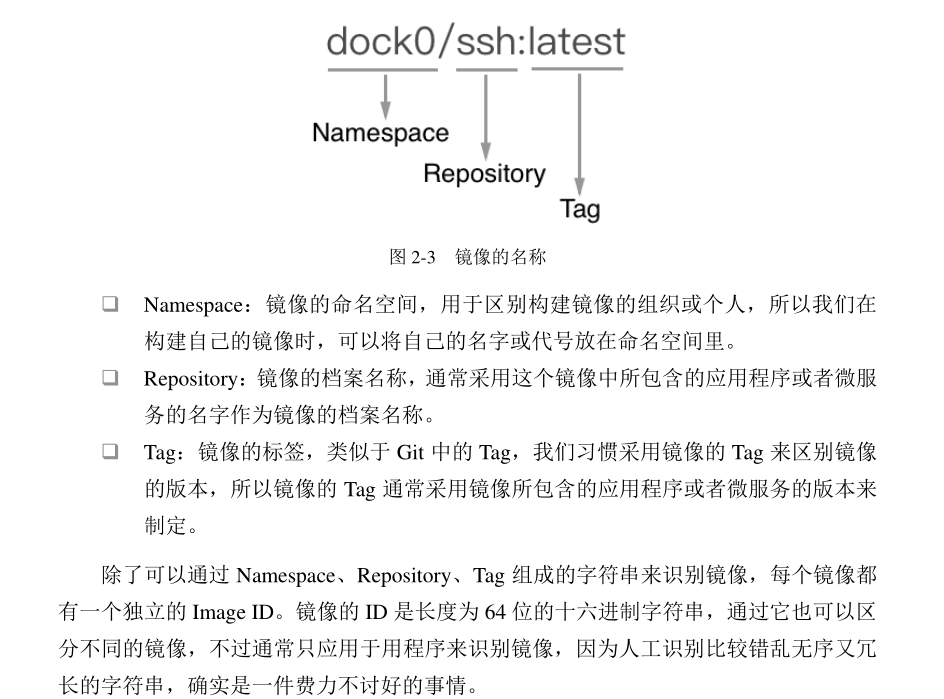 dock0/ssh:latest
Namespace
Repository
Tag
图 2-3 镜像的名称
❑ Namespace：镜像的命名空间，用于区别构建镜像的组织或个人，所以我们在
构建自己的镜像时，可以将自己的名字或代号放在命名空间里。
❑ Repository：镜像的档案名称，通常采用这个镜像中所包含的应用程序或者微服
务的名字作为镜像的档案名称。
❑ Tag：镜像的标签，类似于 Git 中的 Tag，我们习惯采用镜像的 Tag 来区别镜像
的版本，所以镜像的 Tag 通常采用镜像所包含的应用程序或者微服务的版本来
制定。
除了可以通过 Namespace、Repository、Tag 组成的字符串来识别镜像，每个镜像都
有一个独立的 Image ID。镜像的 ID 是长度为 64 位的十六进制字符串，通过它也可以区
分不同的镜像，不过通常只应用于用程序来识别镜像，因为人工识别比较错乱无序又冗
长的字符串，确实是一件费力不讨好的事情。